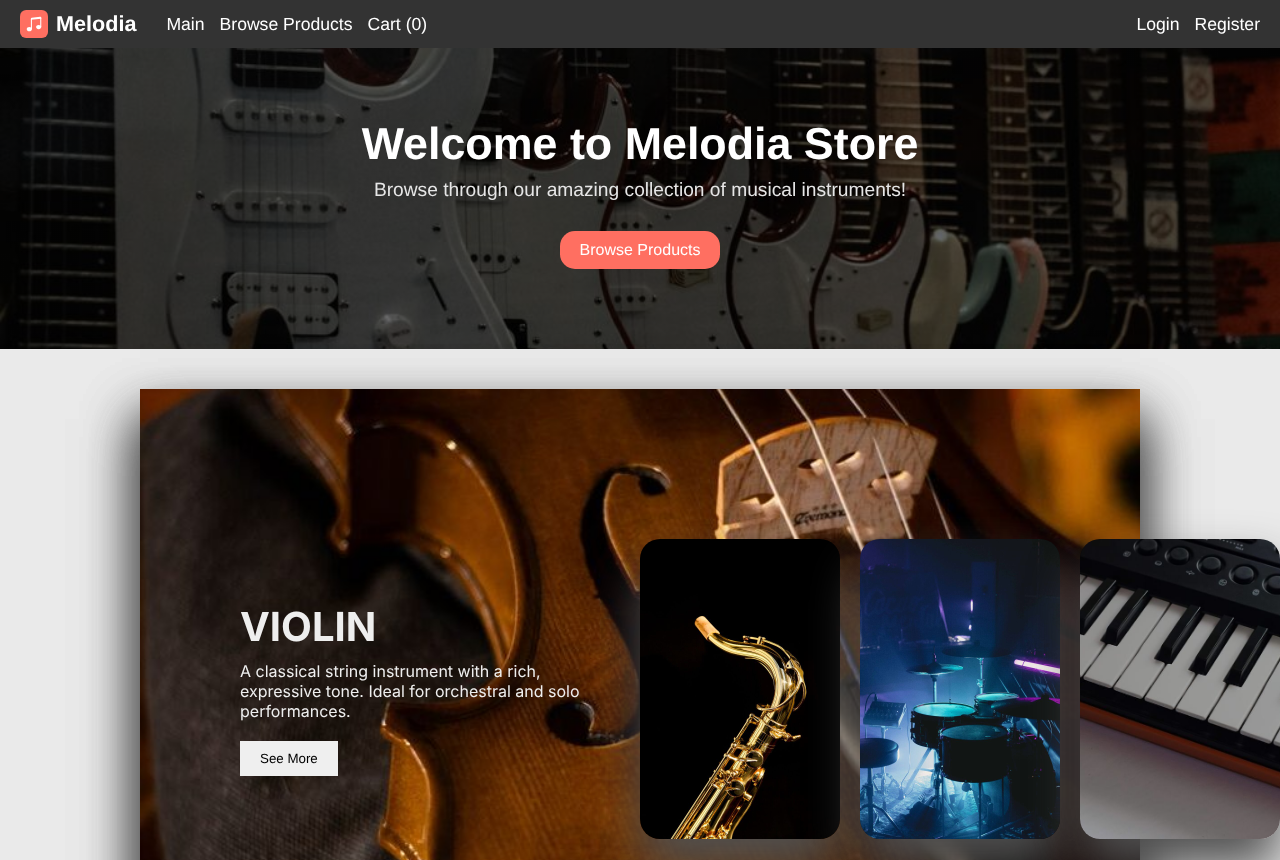 Melodia
Main
Browse Products
Cart (0)
Login
Register
Welcome to Melodia Store
Browse through our amazing collection of musical instruments!
Browse Products
VIOLIN
A classical string instrument with a rich,
expressive tone. Ideal for orchestral and solo
performances.
See More